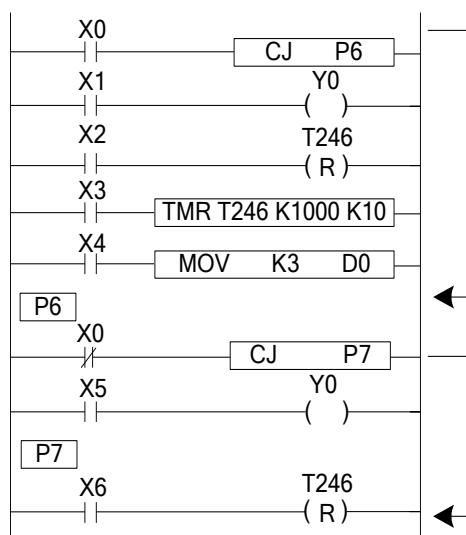 X0
CJ P6
X1 Y0
( )
X2 T246
( R )
X3
TMR T246 K1000 K10
X4
MOV K3 D0
P6
X0
CJ P7
X5 Y0
( )
P7
X6 T246
( R )